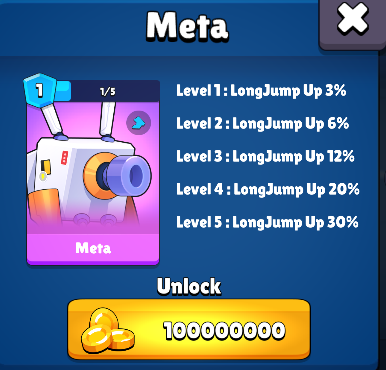 Meta
1
1/5
Level 1 : LongJump Up 3%
Level 2 : LongJump Up 6%
Level 3 : LongJump Up 12%
Level 4 : LongJump Up 20%
Level 5 : LongJump Up 30%
Meta
Unlock
100000000